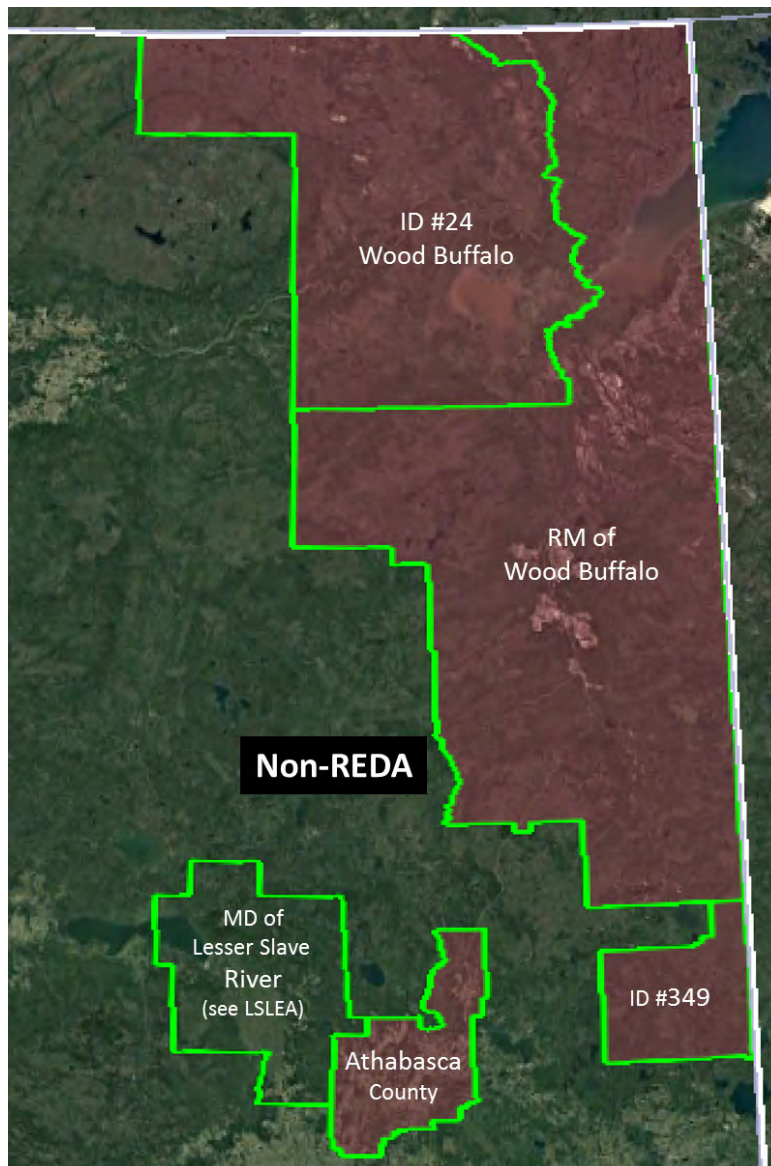 ID #24
Wood Buffalo
RM of
Wood Buffalo
Non-REDA
MD of
Lesser Slave
River
(see LSLEA)
ID #349
Athabasca
County